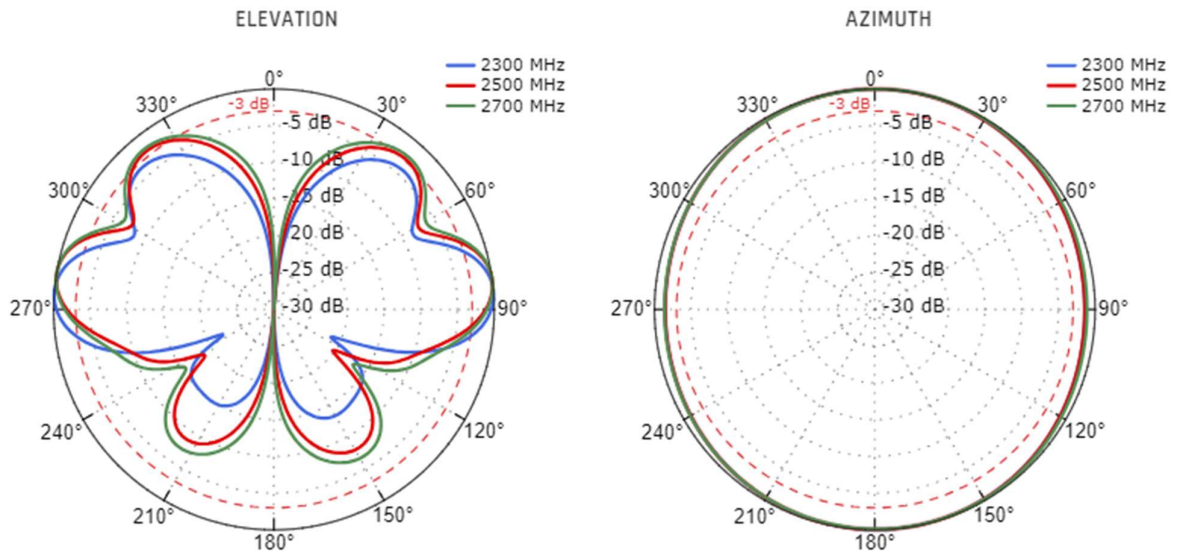 ELEVATION
2300 MHz
2500 MHz
2700 MHz
0°
330°
-3 dB
30°
-5 dB
-10 dB
300°
60°
-15 dB
20 dB
-25 dB
270°
-30 dB
90°
240°
120°
210°
150°
180°
AZIMUTH
2300 MHz
2500 MHz
2700 MHz
0°
330°
-3 dB
30°
-5 dB
-10 dB
300°
60°
-15 dB
-20 dB
-25 dB
270°
-30 dB
90°
240°
120°
210°
150°
180°